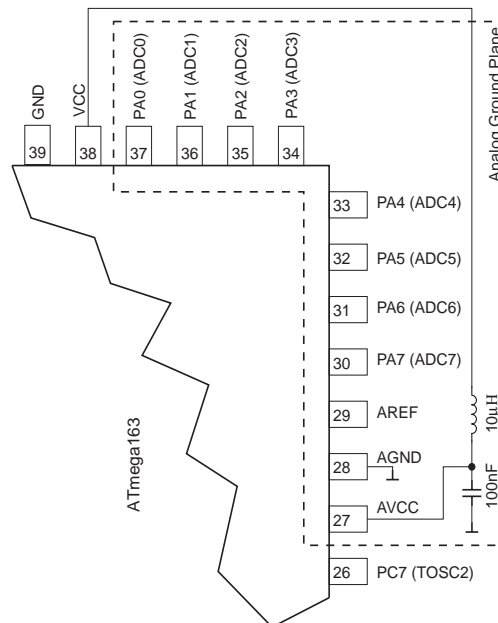 GND
VCC
PA0 (ADC0)
PA1 (ADC1)
PA2 (ADC2)
PA3 (ADC3)
Analog Ground Plane
39
38
37
36
35
34
33
PA4 (ADC4)
32
PA5 (ADC5)
31
PA6 (ADC6)
30
PA7 (ADC7)
29
AREF
10µH
28
AGND
100nF
27
AVCC
26
PC7 (TOSC2)
ATmega163